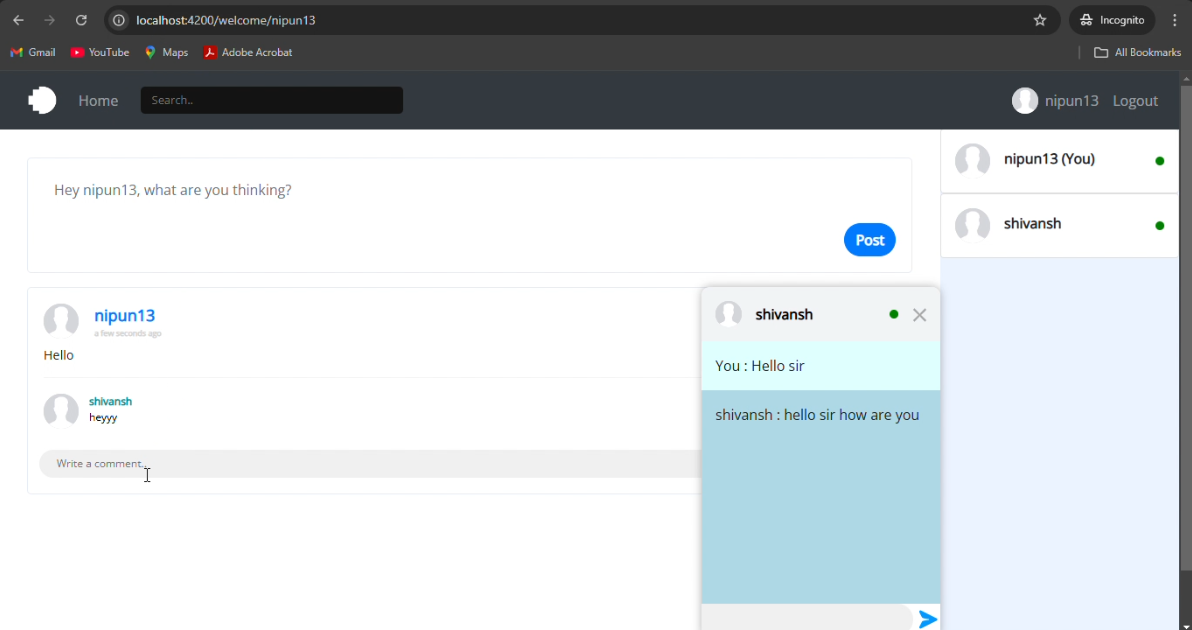 localhost:4200/welcome/nipun13
Incognito
Gmail YouTube Maps Adobe Acrobat All Bookmarks
Home Search.. nipun13 Logout
Hey nipun13, what are you thinking?
Post
nipun13 (You)
shivansh
nipun13
a few seconds ago
Hello
shivansh
heyyy
Write a comment..
shivansh
You : Hello sir
shivansh : hello sir how are you